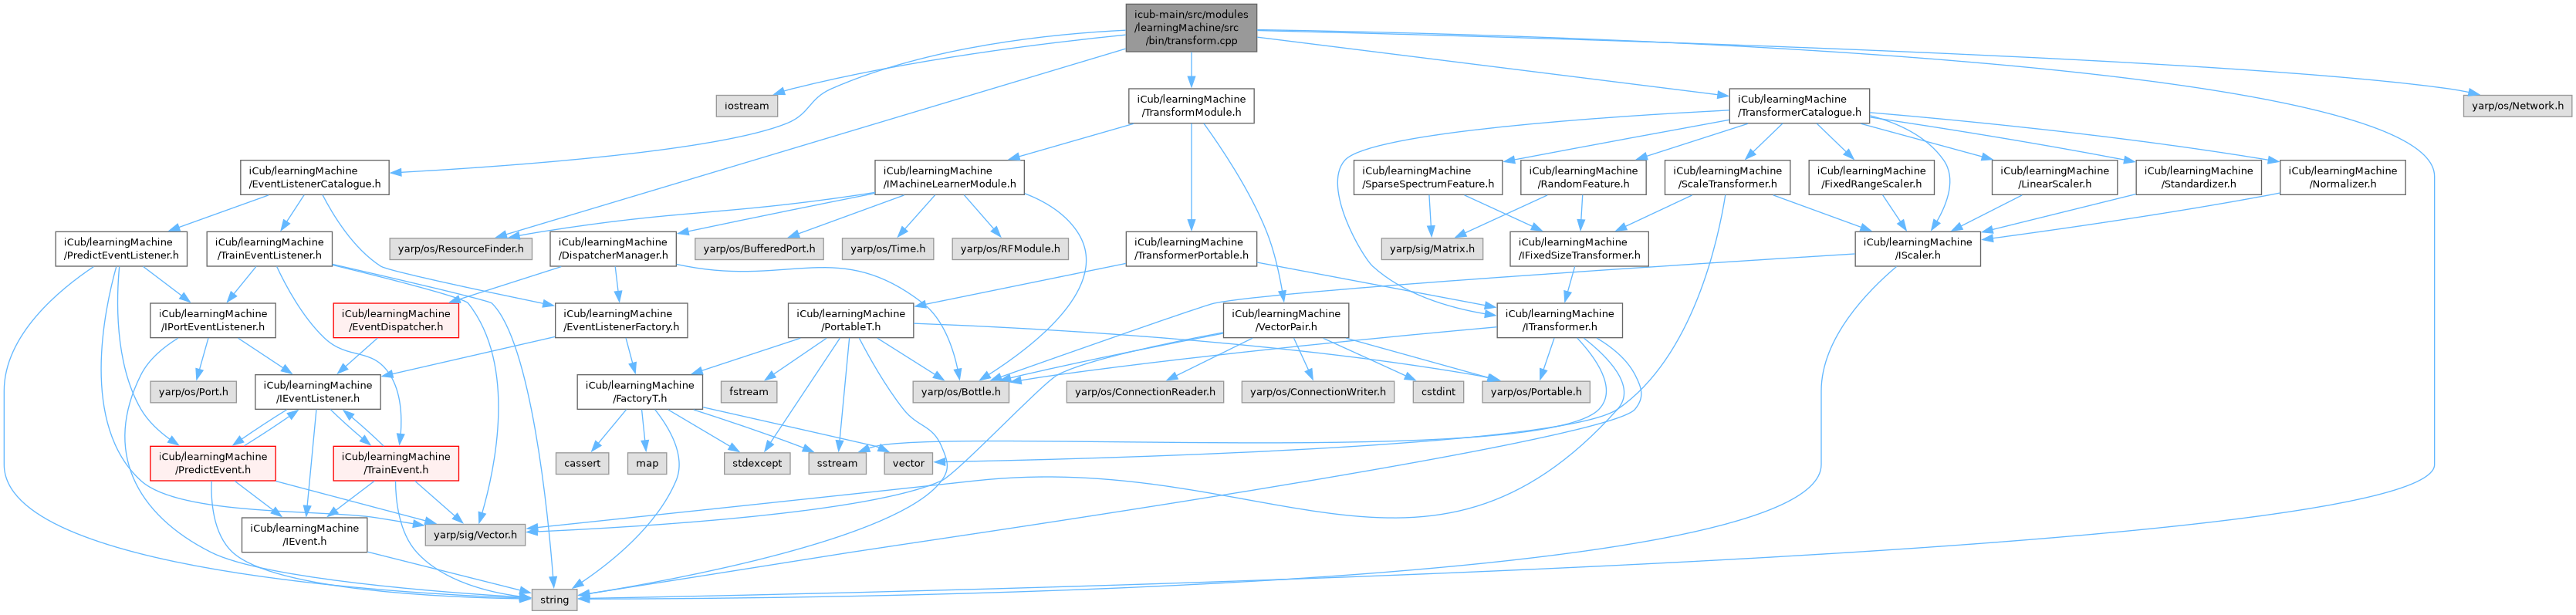 icub-main/src/modules
/learningMachine/src
/bin/transform.cpp
iostream
iCub/learningMachine
/TransformModule.h
iCub/learningMachine
/TransformerCatalogue.h
yarp/os/Network.h
iCub/learningMachine
/EventListenerCatalogue.h
iCub/learningMachine
/IMachineLearnerModule.h
iCub/learningMachine
/SparseSpectrumFeature.h
iCub/learningMachine
/RandomFeature.h
iCub/learningMachine
/ScaleTransformer.h
iCub/learningMachine
/FixedRangeScaler.h
iCub/learningMachine
/LinearScaler.h
iCub/learningMachine
/Standardizer.h
iCub/learningMachine
/Normalizer.h
iCub/learningMachine
/PredictEventListener.h
iCub/learningMachine
/TrainEventListener.h
yarp/os/ResourceFinder.h
iCub/learningMachine
/DispatcherManager.h
yarp/os/BufferedPort.h
yarp/os/Time.h
yarp/os/RFModule.h
iCub/learningMachine
/TransformerPortable.h
yarp/sig/Matrix.h
iCub/learningMachine
/IFixedSizeTransformer.h
iCub/learningMachine
/IScaler.h
iCub/learningMachine
/IPortEventListener.h
iCub/learningMachine
/EventDispatcher.h
iCub/learningMachine
/EventListenerFactory.h
iCub/learningMachine
/PortableT.h
iCub/learningMachine
/VectorPair.h
iCub/learningMachine
/ITransformer.h
yarp/os/Port.h
iCub/learningMachine
/IEventListener.h
iCub/learningMachine
/FactoryT.h
fstream
yarp/os/Bottle.h
yarp/os/ConnectionReader.h
yarp/os/ConnectionWriter.h
cstdint
yarp/os/Portable.h
iCub/learningMachine
/PredictEvent.h
iCub/learningMachine
/TrainEvent.h
cassert
map
stdexcept
sstream
vector
iCub/learningMachine
/IEvent.h
yarp/sig/Vector.h
string